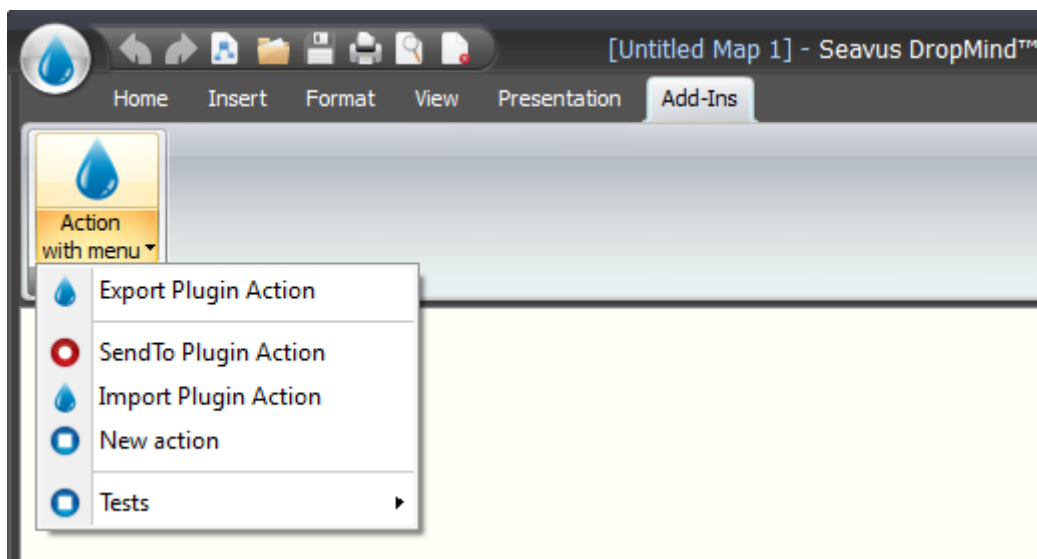 [Untitled Map 1] - Seavus DropMind™
Home Insert Format View Presentation Add-Ins
Action
with menu
Export Plugin Action
SendTo Plugin Action
Import Plugin Action
New action
Tests